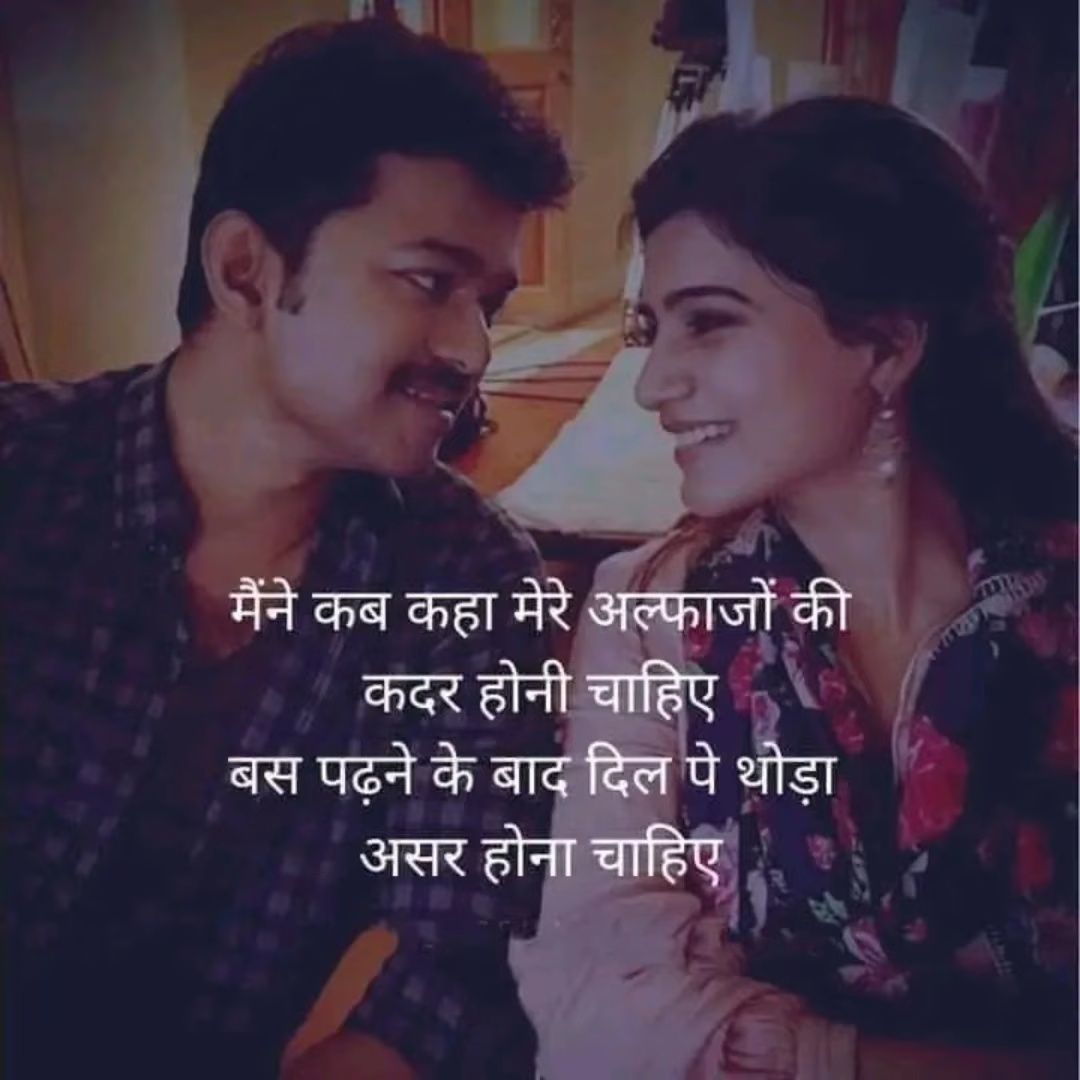 मैंने कब कहा मेरे अल्फाजों की
कदर होनी चाहिए
बस पढ़ने के बाद दिल पे थोड़ा
असर होना चाहिए